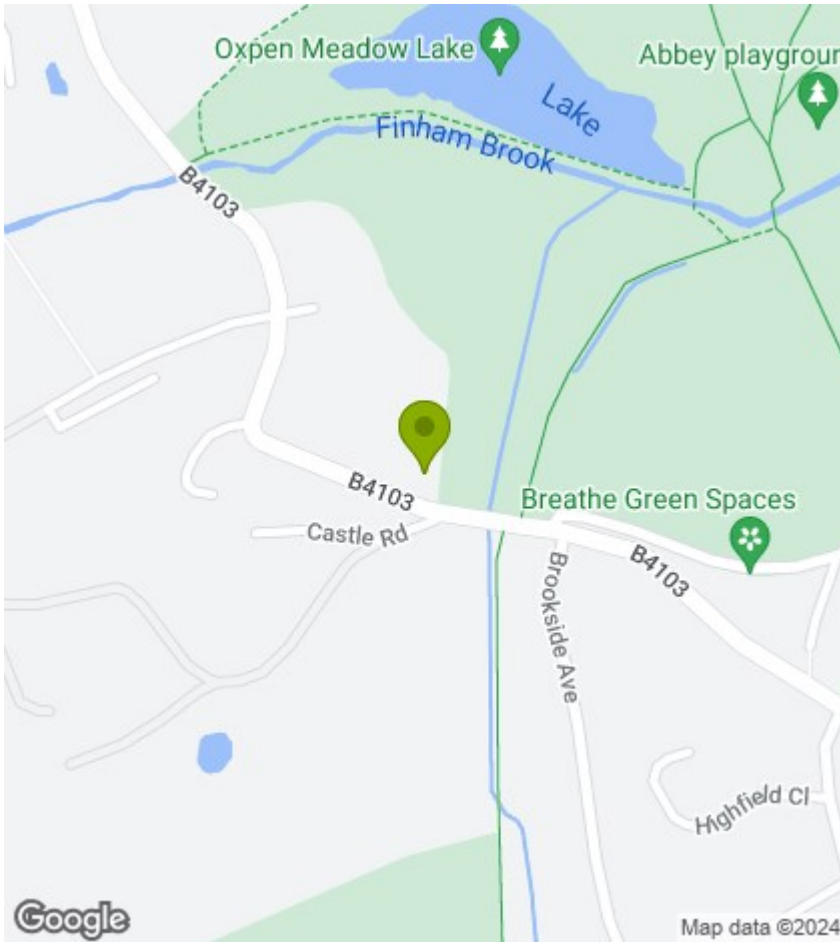 Oxpen Meadow Lake
Abbey playgroun
Lake
Finham Brook
B4103
B4103
Castle Rd
Breathe Green Spaces
B4103
Brookside Ave
Highfield Cl
Google
Map data ©2024